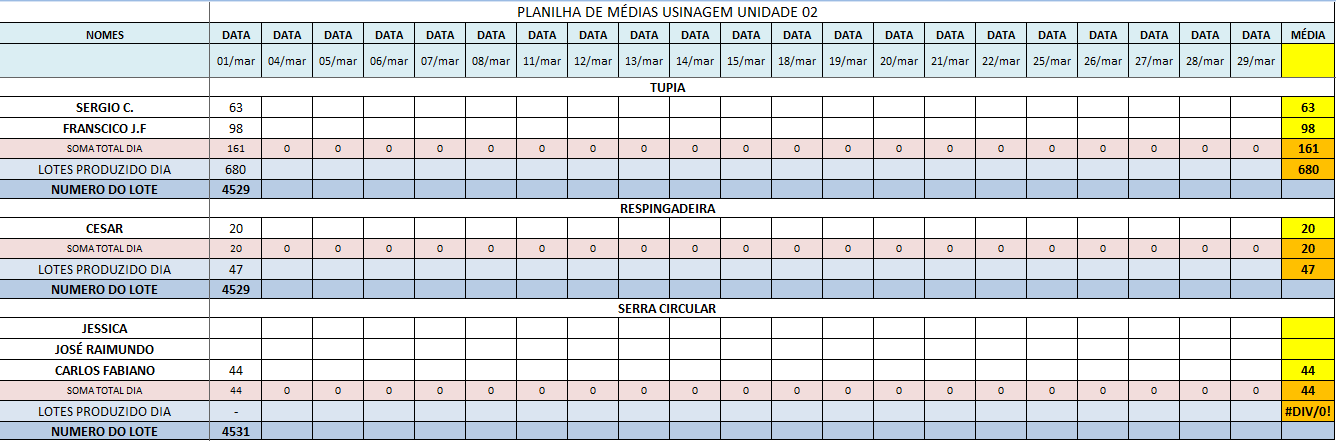 PLANILHA DE MÉDIAS USINAGEM UNIDADE 02
NOMES DATA DATA DATA DATA DATA DATA DATA DATA DATA DATA DATA DATA DATA DATA DATA DATA DATA DATA DATA DATA DATA MÉDIA
01/mar 04/mar 05/mar 06/mar 07/mar 08/mar 11/mar 12/mar 13/mar 14/mar 15/mar 18/mar 19/mar 20/mar 21/mar 22/mar 25/mar 26/mar 27/mar 28/mar 29/mar
TUPIA
SERGIO C. 63 63
FRANSCICO J.F 98 98
SOMA TOTAL DIA 161 0 0 0 0 0 0 0 0 0 0 0 0 0 0 0 0 0 0 0 0 161
LOTES PRODUZIDO DIA 680 680
NUMERO DO LOTE 4529
RESPINGADEIRA
CESAR 20 20
SOMA TOTAL DIA 20 0 0 0 0 0 0 0 0 0 0 0 0 0 0 0 0 0 0 0 0 20
LOTES PRODUZIDO DIA 47 47
NUMERO DO LOTE 4529
SERRA CIRCULAR
JESSICA
JOSÉ RAIMUNDO
CARLOS FABIANO 44 44
SOMA TOTAL DIA 44 0 0 0 0 0 0 0 0 0 0 0 0 0 0 0 0 0 0 0 0 44
LOTES PRODUZIDO DIA - #DIV/0!
NUMERO DO LOTE 4531